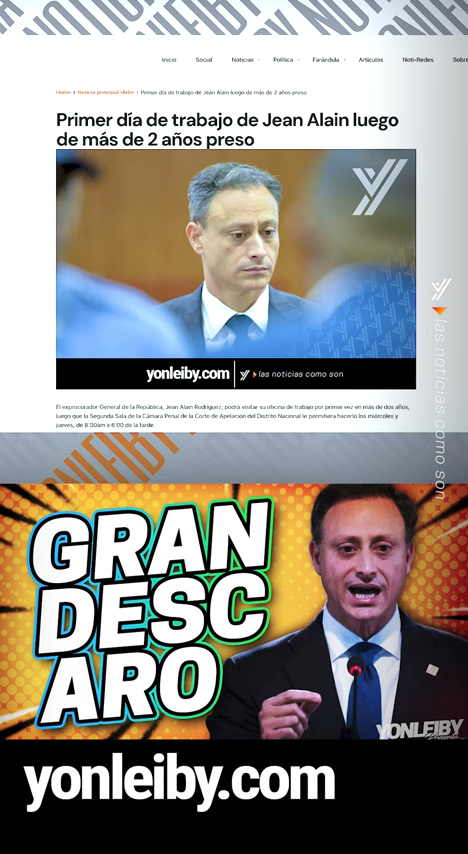 Inicio Social Noticias Política Farándula Artículos Noti-Redes Sobre
Home > Noticia principal slider > Primer día de trabajo de Jean Alain luego de más de 2 años preso
Primer día de trabajo de Jean Alain luego
de más de 2 años preso
yonleiby.com las noticias como son
El exprocurador General de la República, Jean Alain Rodríguez, podrá visitar su oficina de trabajo por primer vez en más de dos años,
luego que la Segunda Sala de la Cámara Penal de la Corte de Apelación del Distrito Nacional le permitiera hacerlo los miércoles y
jueves, de 8:00am a 6:00 de la tarde.
las noticias como son
GRAN
DESC
ARO
YONLEIBY
Presenta...
yonleiby.com